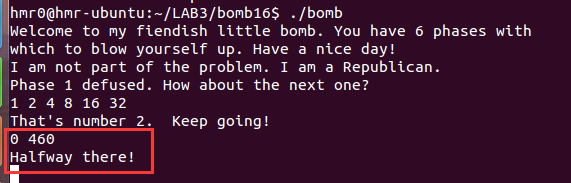 hmr0@hmr-ubuntu:~/LAB3/bomb16$ ./bomb
Welcome to my fiendish little bomb. You have 6 phases with
which to blow yourself up. Have a nice day!
I am not part of the problem. I am a Republican.
Phase 1 defused. How about the next one?
1 2 4 8 16 32
That's number 2.  Keep going!
0 460
Halfway there!